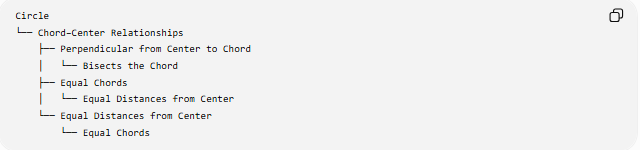 Circle
└── Chord–Center Relationships
    ├── Perpendicular from Center to Chord
    │   └── Bisects the Chord
    ├── Equal Chords
    │   └── Equal Distances from Center
    └── Equal Distances from Center
        └── Equal Chords